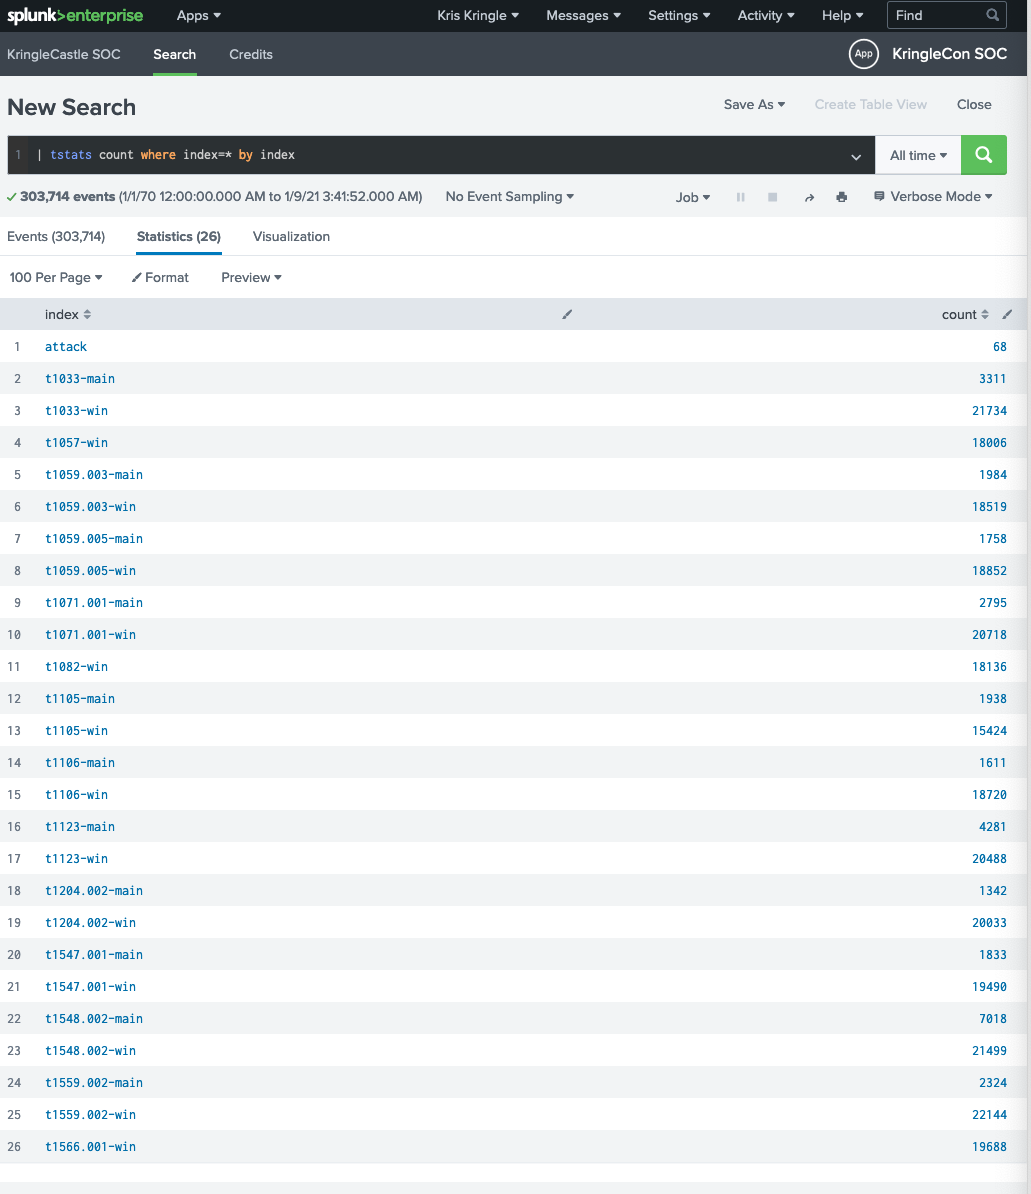 splunk>enterprise Apps Kris Kringle Messages Settings Activity Help Find
KringleCastle SOC Search Credits App KringleCon SOC
New Search Save As Create Table View Close
1 | tstats count where index=* by index All time
303,714 events (1/1/70 12:00:00.000 AM to 1/9/21 3:41:52.000 AM) No Event Sampling Job Verbose Mode
Events (303,714) Statistics (26) Visualization
100 Per Page Format Preview
index count
1 attack 68
2 t1033-main 3311
3 t1033-win 21734
4 t1057-win 18006
5 t1059.003-main 1984
6 t1059.003-win 18519
7 t1059.005-main 1758
8 t1059.005-win 18852
9 t1071.001-main 2795
10 t1071.001-win 20718
11 t1082-win 18136
12 t1105-main 1938
13 t1105-win 15424
14 t1106-main 1611
15 t1106-win 18720
16 t1123-main 4281
17 t1123-win 20488
18 t1204.002-main 1342
19 t1204.002-win 20033
20 t1547.001-main 1833
21 t1547.001-win 19490
22 t1548.002-main 7018
23 t1548.002-win 21499
24 t1559.002-main 2324
25 t1559.002-win 22144
26 t1566.001-win 19688